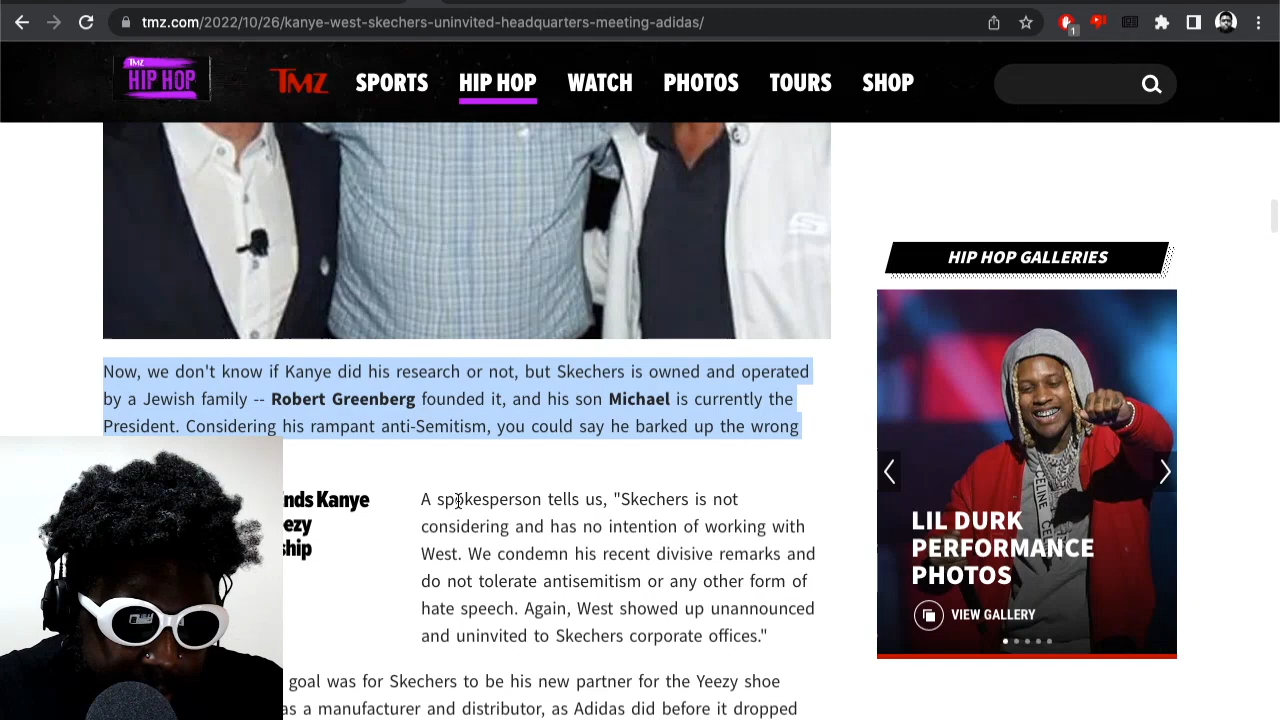 tmz.com/2022/10/26/kanye-west-skechers-uninvited-headquarters-meeting-adidas/
1
TMZ
HIP HOP
TMZ SPORTS HIP HOP WATCH PHOTOS TOURS SHOP
HIP HOP GALLERIES
Now, we don't know if Kanye did his research or not, but Skechers is owned and operated
by a Jewish family -- Robert Greenberg founded it, and his son Michael is currently the
President. Considering his rampant anti-Semitism, you could say he barked up the wrong
nds Kanye
eezy
ship
A spokesperson tells us, "Skechers is not
considering and has no intention of working with
West. We condemn his recent divisive remarks and
do not tolerate antisemitism or any other form of
hate speech. Again, West showed up unannounced
and uninvited to Skechers corporate offices."
goal was for Skechers to be his new partner for the Yeezy shoe
as a manufacturer and distributor, as Adidas did before it dropped
CELINE
LIL DURK
PERFORMANCE
PHOTOS
VIEW GALLERY